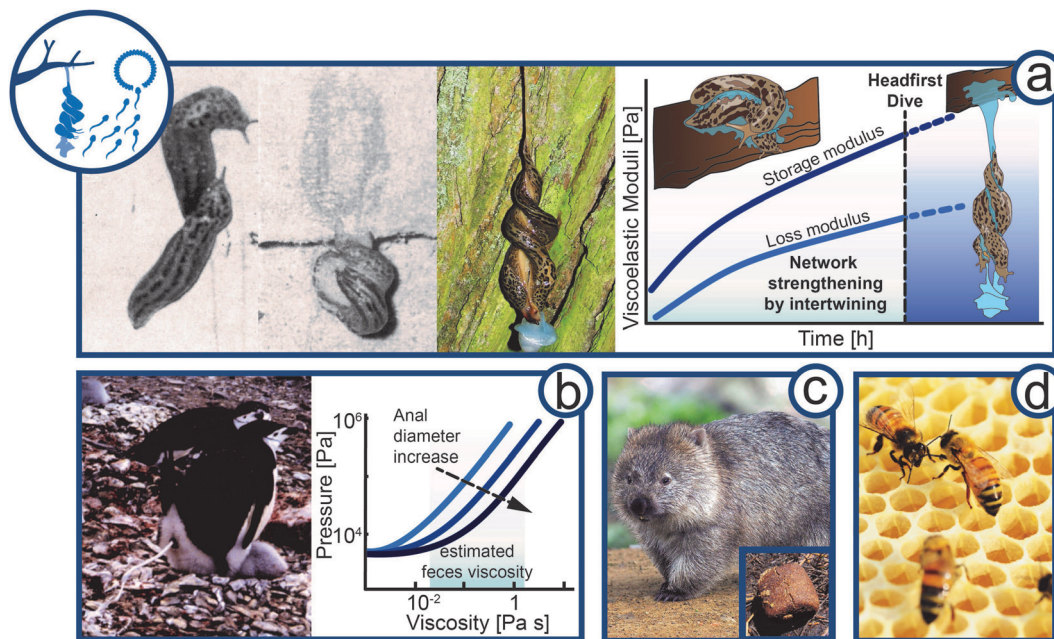 a
Viscoelastic Moduli [Pa]
Headfirst
Dive
Storage modulus
Loss modulus
Network
strengthening
by intertwining
Time [h]
b
Pressure [Pa]
10⁶
10⁴
Anal
diameter
increase
estimated
feces viscosity
10⁻²
1
Viscosity [Pa s]
c
d